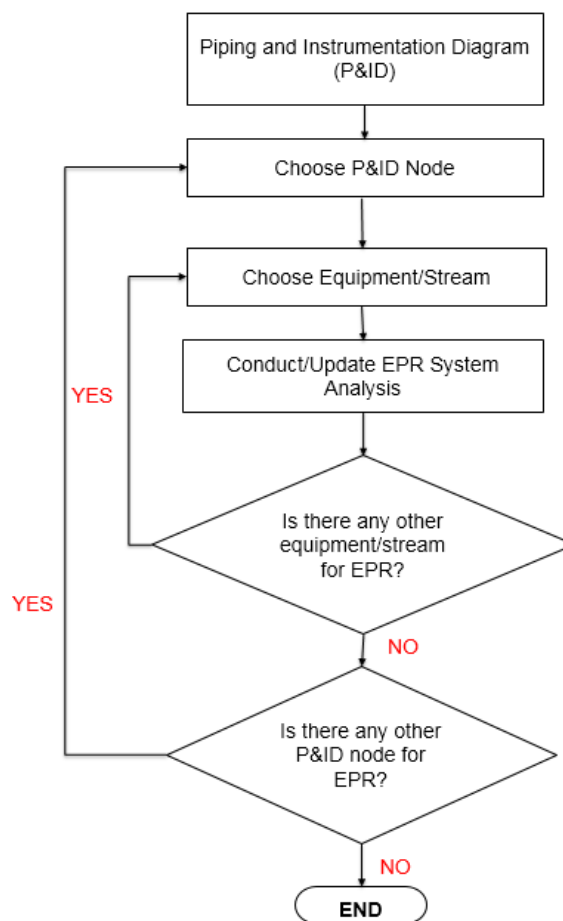 Piping and Instrumentation Diagram
(P&ID)
Choose P&ID Node
Choose Equipment/Stream
Conduct/Update EPR System
Analysis
YES
Is there any other
equipment/stream
for EPR?
YES
NO
Is there any other
P&ID node for
EPR?
NO
END